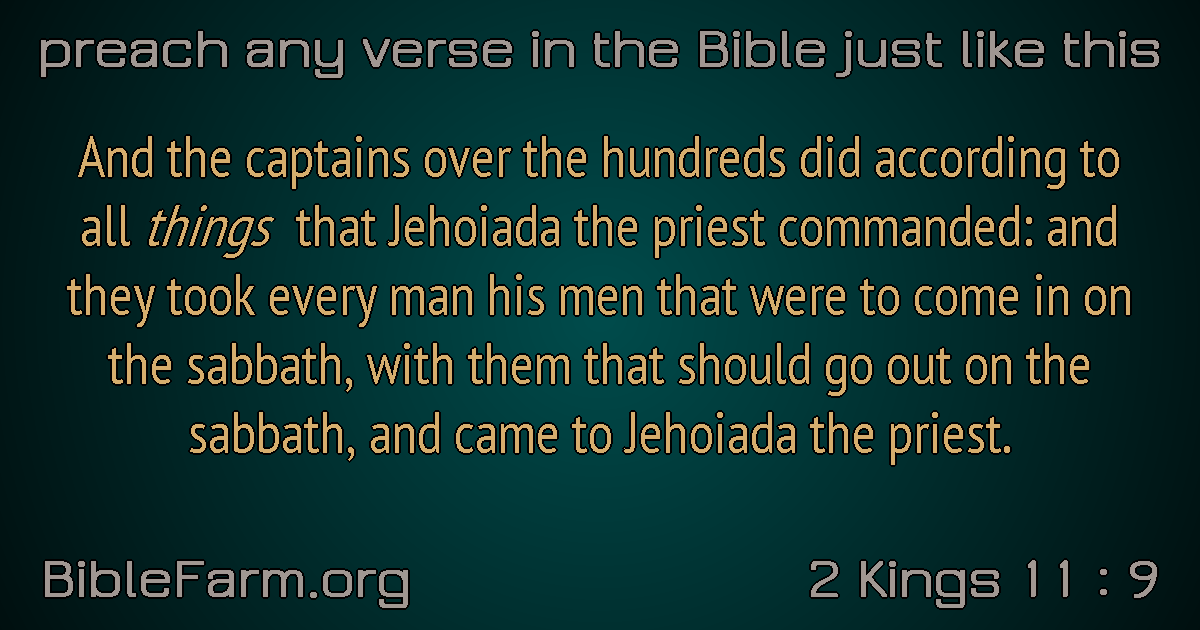 preach any verse in the Bible just like this
And the captains over the hundreds did according to
all things that Jehoiada the priest commanded: and
they took every man his men that were to come in on
the sabbath, with them that should go out on the
sabbath, and came to Jehoiada the priest.
BibleFarm.org
2 Kings 11 : 9